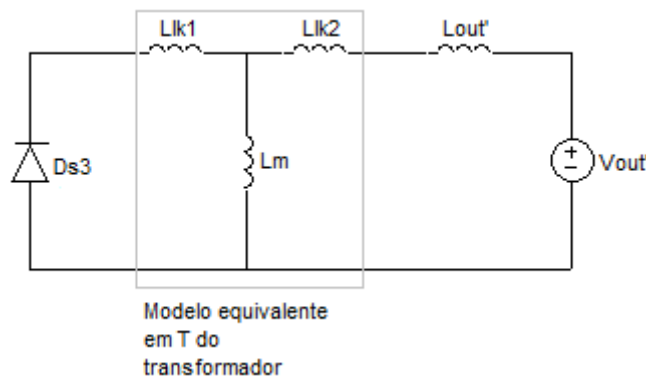 Llk1
Llk2
Lout'
Ds3
Lm
+
−
Vout'
Modelo equivalente
em T do
transformador